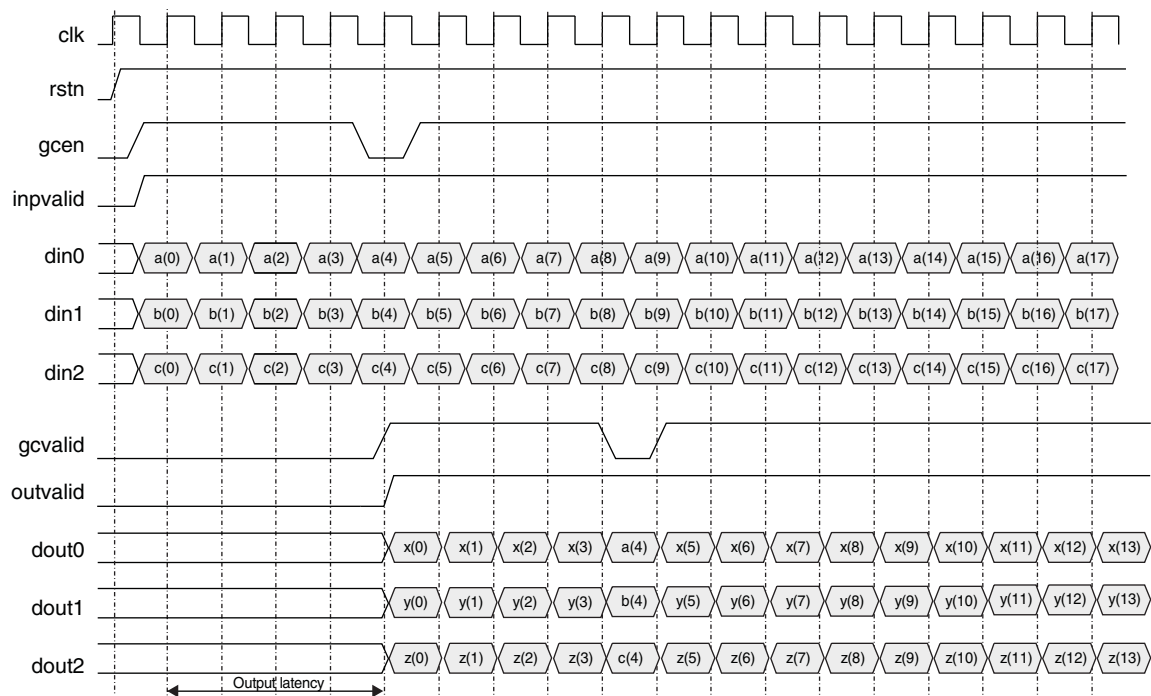 clk
rstn
gcen
inpvalid
din0 a(0) a(1) a(2) a(3) a(4) a(5) a(6) a(7) a(8) a(9) a(10) a(11) a(12) a(13) a(14) a(15) a(16) a(17)
din1 b(0) b(1) b(2) b(3) b(4) b(5) b(6) b(7) b(8) b(9) b(10) b(11) b(12) b(13) b(14) b(15) b(16) b(17)
din2 c(0) c(1) c(2) c(3) c(4) c(5) c(6) c(7) c(8) c(9) c(10) c(11) c(12) c(13) c(14) c(15) c(16) c(17)
gcvalid
outvalid
dout0 x(0) x(1) x(2) x(3) a(4) x(5) x(6) x(7) x(8) x(9) x(10) x(11) x(12) x(13)
dout1 y(0) y(1) y(2) y(3) b(4) y(5) y(6) y(7) y(8) y(9) y(10) y(11) y(12) y(13)
dout2 z(0) z(1) z(2) z(3) c(4) z(5) z(6) z(7) z(8) z(9) z(10) z(11) z(12) z(13)
Output latency